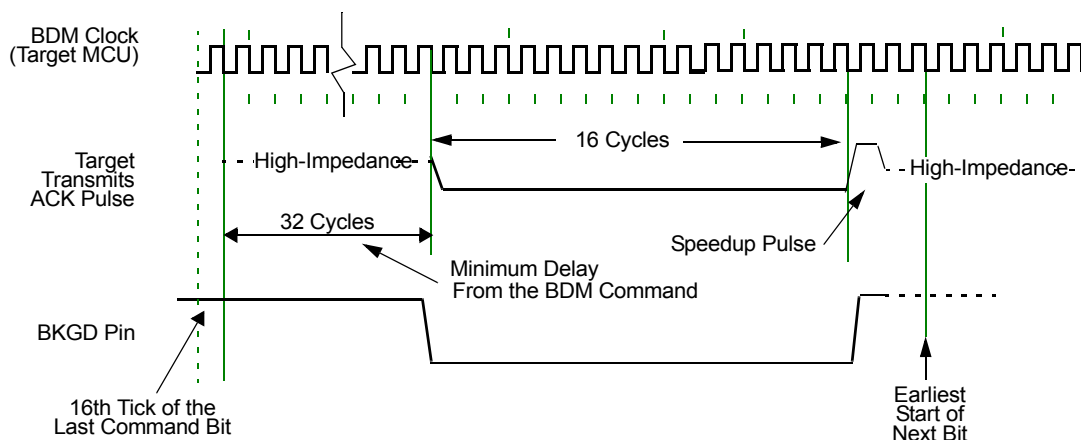 BDM Clock
(Target MCU)
16 Cycles
Target
Transmits
ACK Pulse
High-Impedance
High-Impedance
32 Cycles
Speedup Pulse
Minimum Delay
From the BDM Command
BKGD Pin
16th Tick of the
Last Command Bit
Earliest
Start of
Next Bit